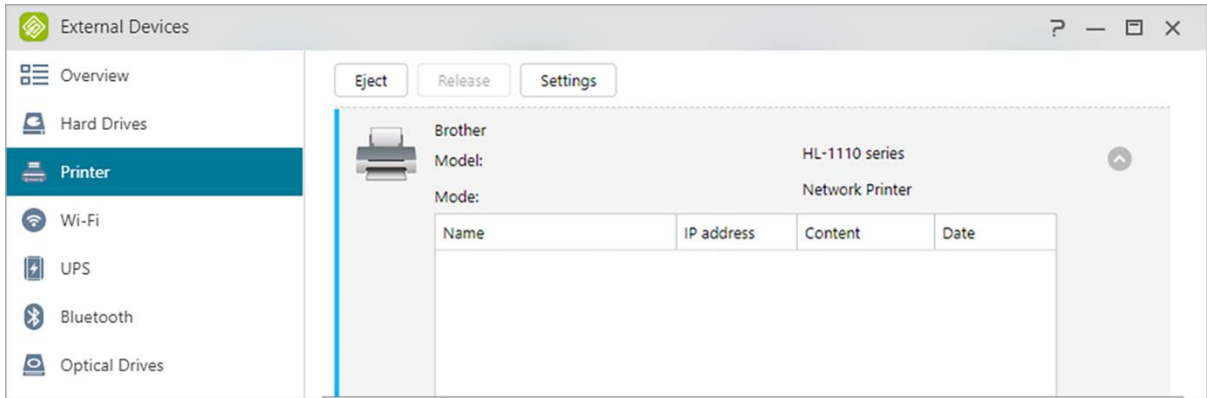 External Devices
Overview
Hard Drives
Printer
Wi-Fi
UPS
Bluetooth
Optical Drives
Eject Release Settings
Brother
Model: HL-1110 series
Mode: Network Printer
Name IP address Content Date